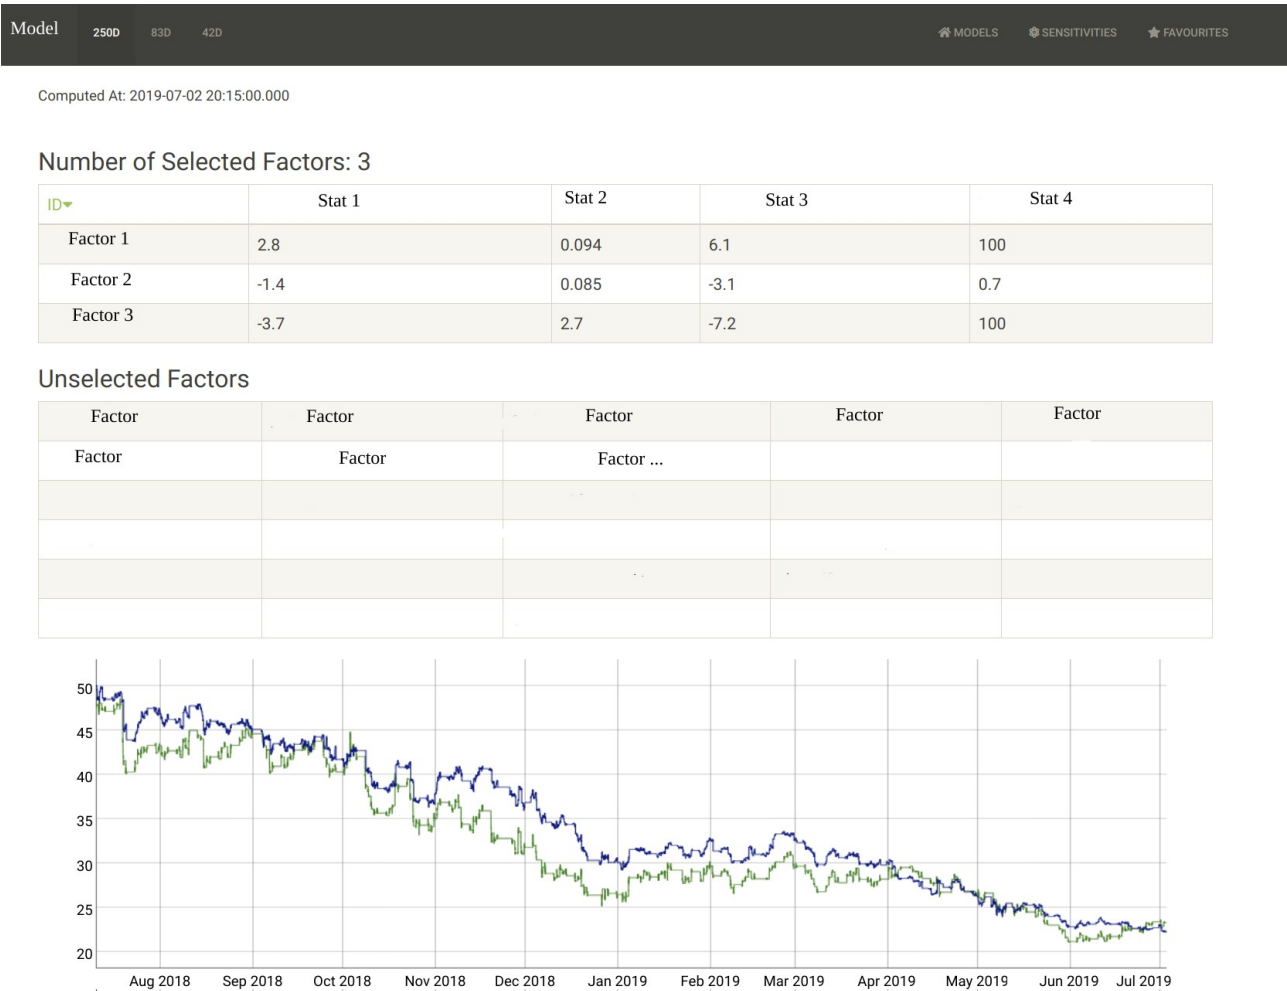 Model 250D 83D 42D MODELS SENSITIVITIES FAVOURITES
Computed At: 2019-07-02 20:15:00.000
Number of Selected Factors: 3
ID Stat 1 Stat 2 Stat 3 Stat 4
Factor 1 2.8 0.094 6.1 100
Factor 2 -1.4 0.085 -3.1 0.7
Factor 3 -3.7 2.7 -7.2 100
Unselected Factors
Factor Factor Factor Factor Factor
Factor Factor Factor ...
50
45
40
35
30
25
20
Aug 2018 Sep 2018 Oct 2018 Nov 2018 Dec 2018 Jan 2019 Feb 2019 Mar 2019 Apr 2019 May 2019 Jun 2019 Jul 2019